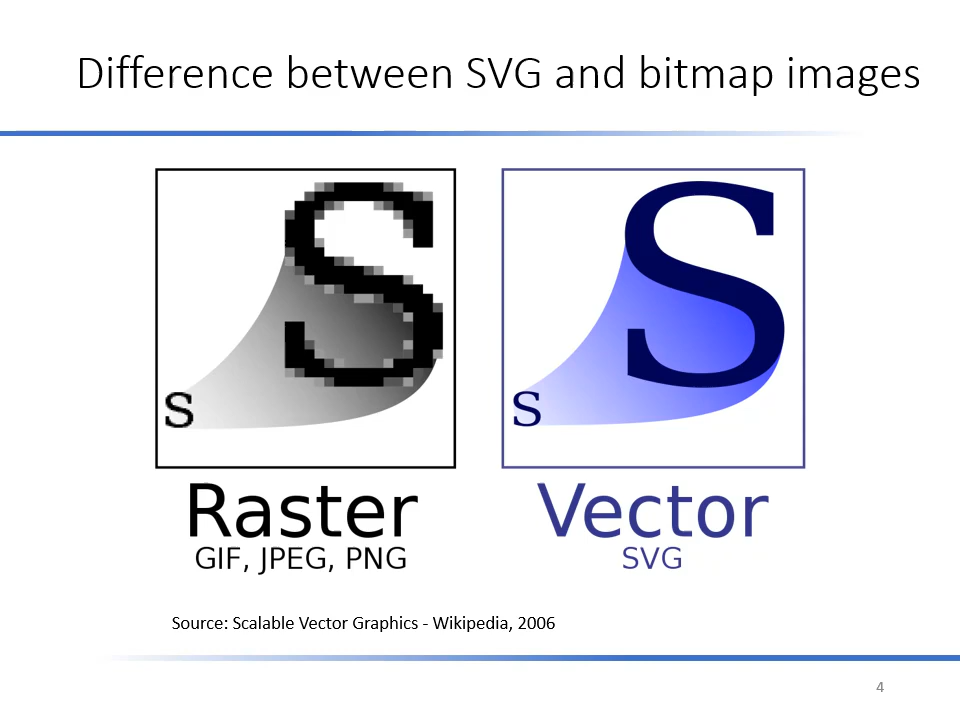 Difference between SVG and bitmap images
S
S
S
S
Raster
Vector
GIF, JPEG, PNG
SVG
Source: Scalable Vector Graphics - Wikipedia, 2006
4